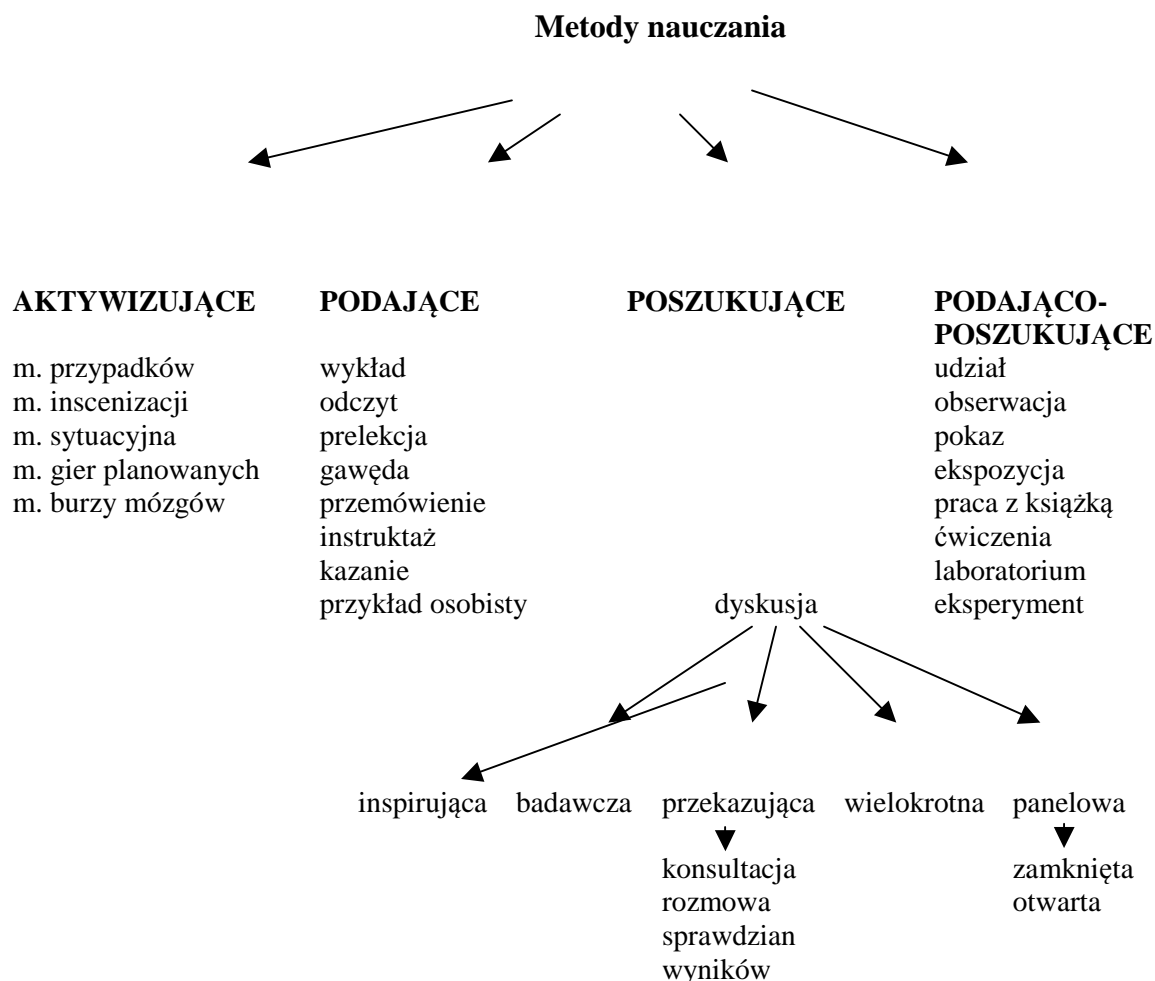 Metody nauczania
AKTYWIZUJĄCE PODAJĄCE POSZUKUJĄCE PODAJĄCO-
POSZUKUJĄCE
m. przypadków wykład udział
m. inscenizacji odczyt obserwacja
m. sytuacyjna prelekcja pokaz
m. gier planowanych gawęda ekspozycja
m. burzy mózgów przemówienie praca z książką
instruktaż ćwiczenia
kazanie laboratorium
przykład osobisty dyskusja eksperyment
inspirująca badawcza przekazująca wielokrotna panelowa
konsultacja zamknięta
rozmowa otwarta
sprawdzian
wyników